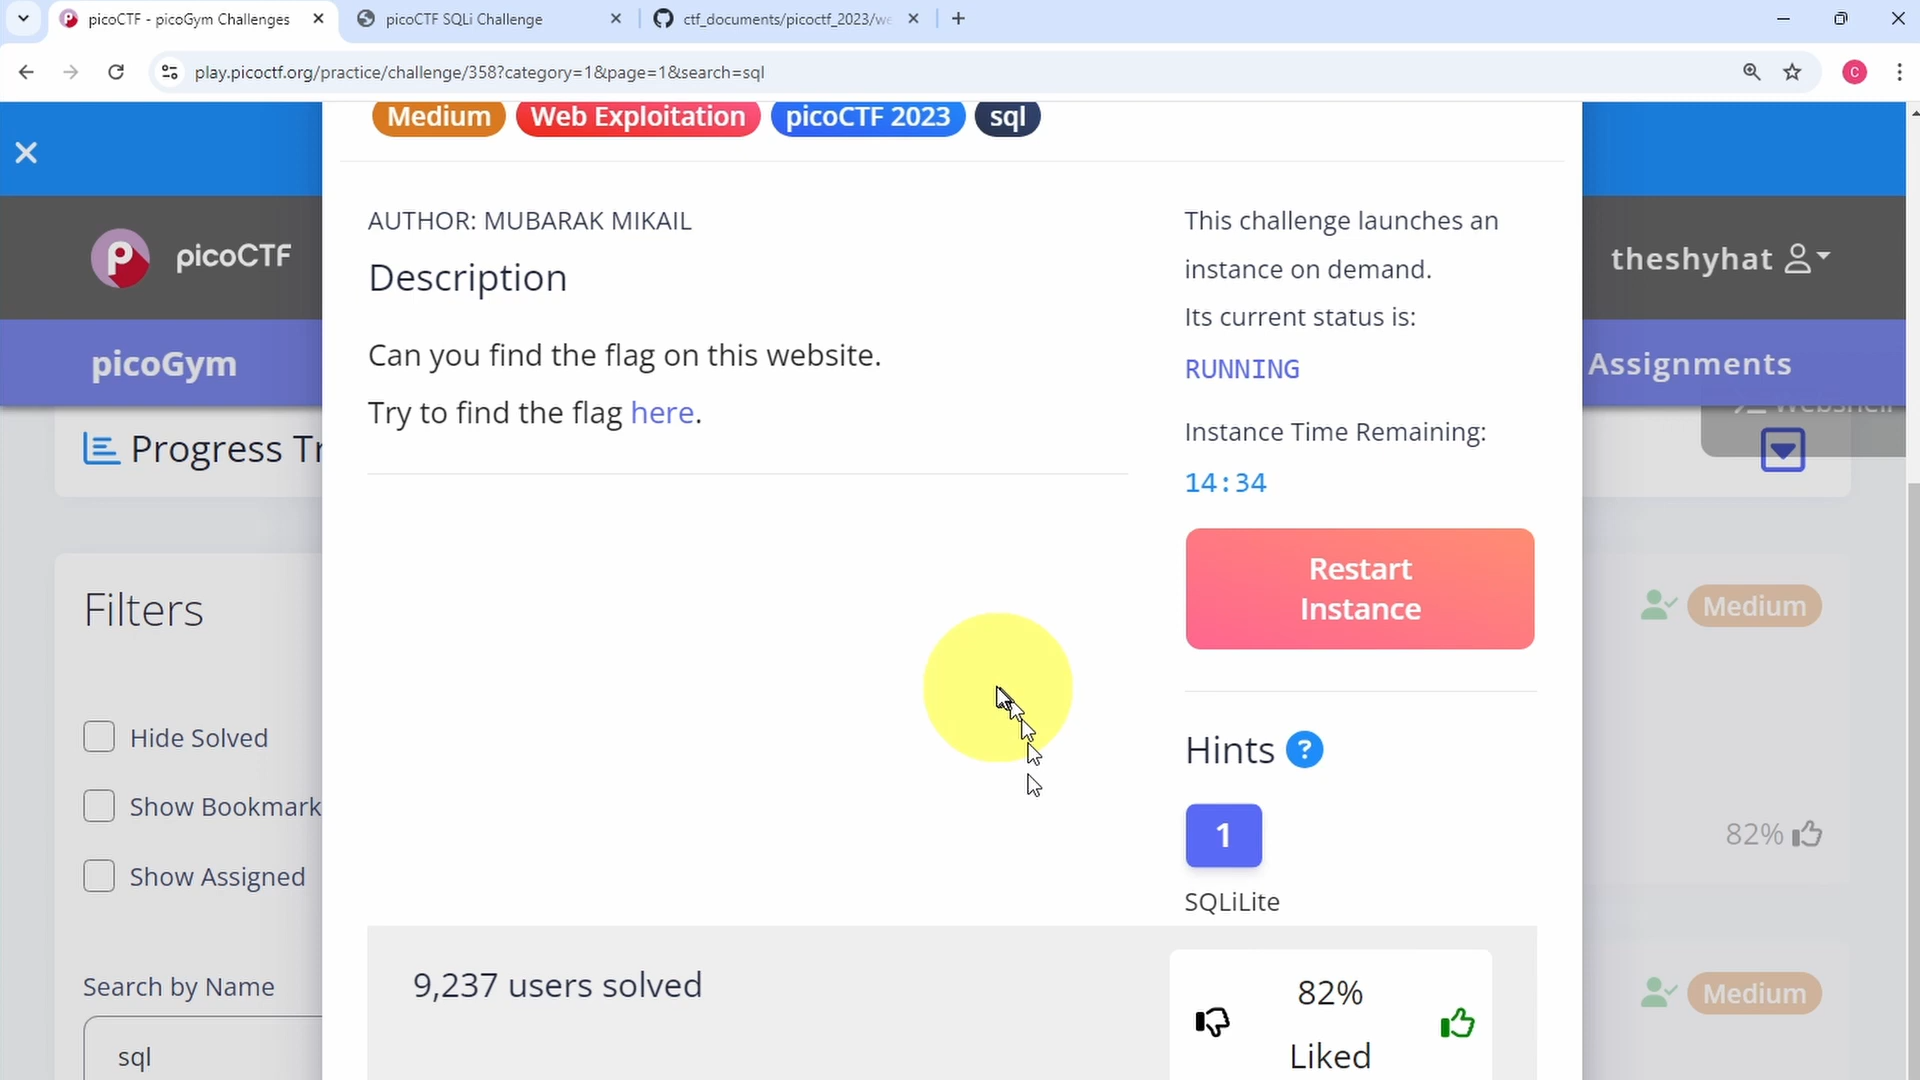 picoCTF - picoGym Challenges
picoCTF SQLi Challenge
ctf_documents/picoctf_2023/we
play.picoctf.org/practice/challenge/358?category=1&page=1&search=sql
C
Medium
Web Exploitation
picoCTF 2023
sql
picoCTF
theshyhat
picoGym
Assignments
Webshell
Progress Tr
Filters
Hide Solved
Show Bookmark
Show Assigned
Search by Name
sql
AUTHOR: MUBARAK MIKAIL
Description
Can you find the flag on this website.
Try to find the flag here.
This challenge launches an
instance on demand.
Its current status is:
RUNNING
Instance Time Remaining:
14:34
Restart
Instance
Hints ?
1
SQLiLite
9,237 users solved
82%
Liked
Medium
82%
Medium